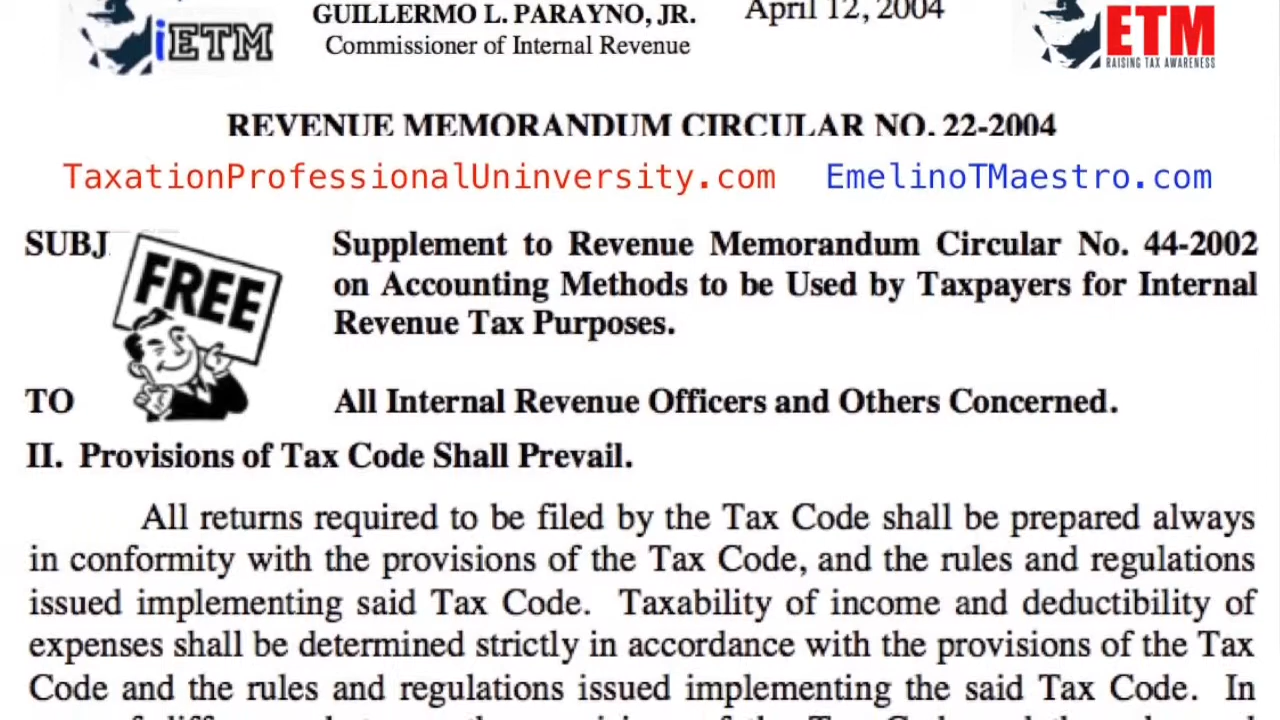 GUILLERMO L. PARAYNO, JR.
April 12, 2004
iETM
Commissioner of Internal Revenue
ETM
RAISING TAX AWARENESS
REVENUE MEMORANDUM CIRCULAR NO. 22-2004
TaxationProfessionalUninversity.com
EmelinoTMaestro.com
SUBJ
FREE
Supplement to Revenue Memorandum Circular No. 44-2002
on Accounting Methods to be Used by Taxpayers for Internal
Revenue Tax Purposes.
TO
All Internal Revenue Officers and Others Concerned.
II. Provisions of Tax Code Shall Prevail.
All returns required to be filed by the Tax Code shall be prepared always
in conformity with the provisions of the Tax Code, and the rules and regulations
issued implementing said Tax Code. Taxability of income and deductibility of
expenses shall be determined strictly in accordance with the provisions of the Tax
Code and the rules and regulations issued implementing the said Tax Code. In